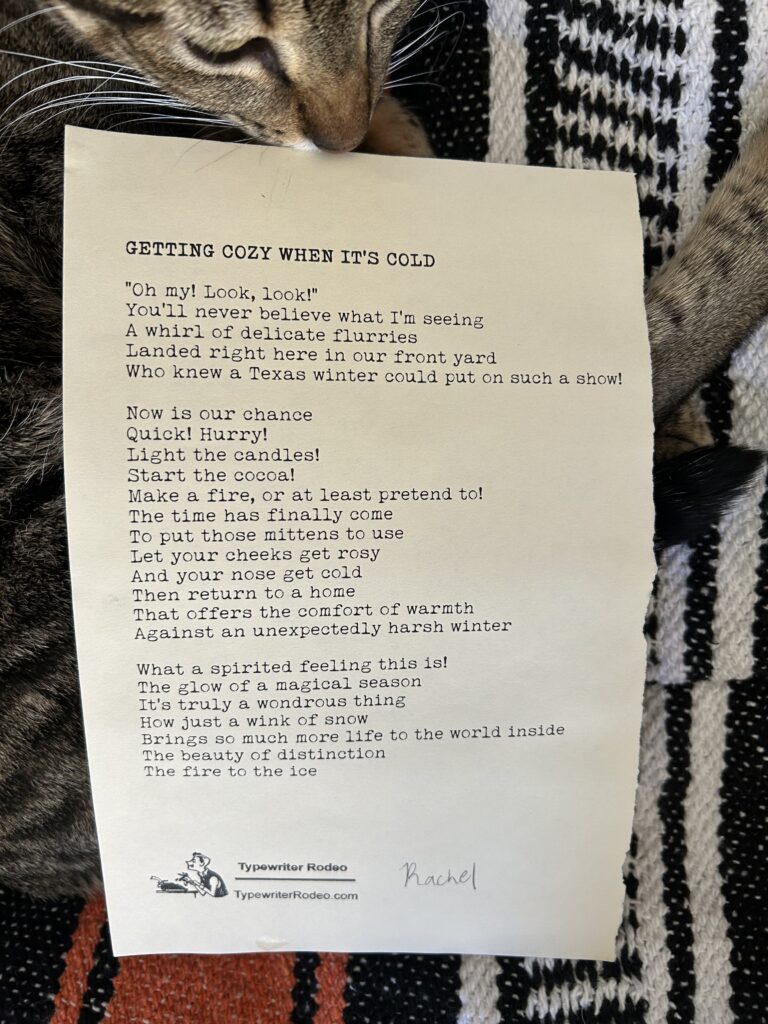 GETTING COZY WHEN IT'S COLD
"Oh my! Look, look!"
You'll never believe what I'm seeing
A whirl of delicate flurries
Landed right here in our front yard
Who knew a Texas winter could put on such a show!
Now is our chance
Quick! Hurry!
Light the candles!
Start the cocoa!
Make a fire, or at least pretend to!
The time has finally come
To put those mittens to use
Let your cheeks get rosy
And your nose get cold
Then return to a home
That offers the comfort of warmth
Against an unexpectedly harsh winter
What a spirited feeling this is!
The glow of a magical season
It's truly a wondrous thing
How just a wink of snow
Brings so much more life to the world inside
The beauty of distinction
The fire to the ice
Typewriter Rodeo
TypewriterRodeo.com
Rachel